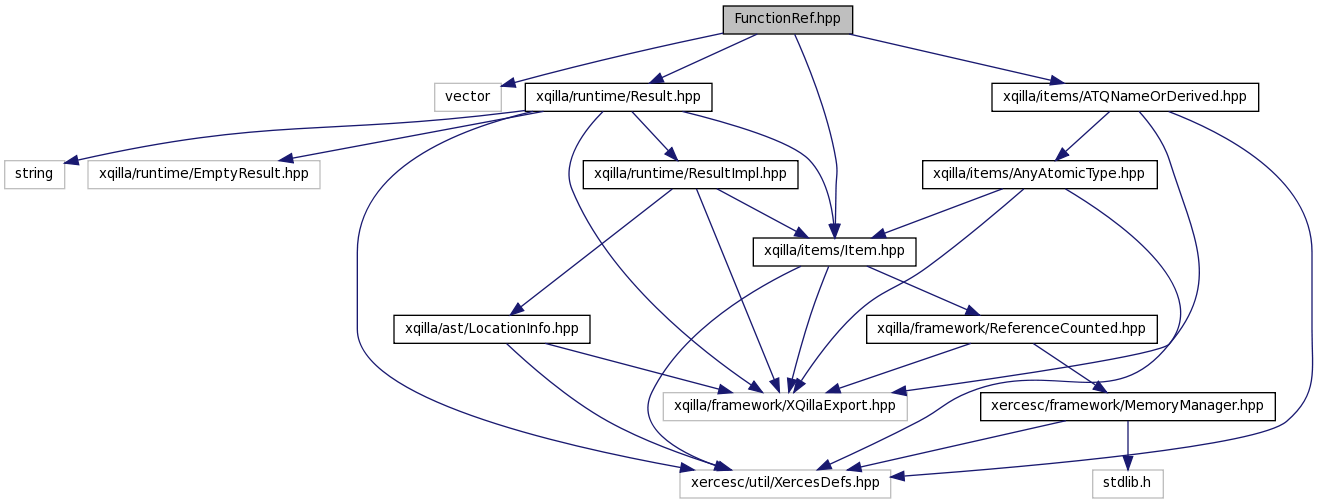 FunctionRef.hpp
vector
xqilla/runtime/Result.hpp
xqilla/items/ATQNameOrDerived.hpp
string
xqilla/runtime/EmptyResult.hpp
xqilla/runtime/ResultImpl.hpp
xqilla/items/AnyAtomicType.hpp
xqilla/items/Item.hpp
xqilla/ast/LocationInfo.hpp
xqilla/framework/ReferenceCounted.hpp
xqilla/framework/XQillaExport.hpp
xercesc/framework/MemoryManager.hpp
xercesc/util/XercesDefs.hpp
stdlib.h